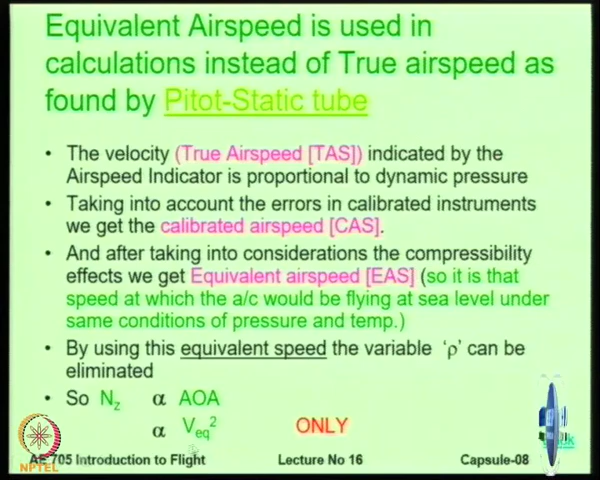 Equivalent Airspeed is used in
calculations instead of True airspeed as
found by Pitot-Static tube
• The velocity (True Airspeed [TAS]) indicated by the
Airspeed Indicator is proportional to dynamic pressure
• Taking into account the errors in calibrated instruments
we get the calibrated airspeed [CAS].
• And after taking into considerations the compressibility
effects we get Equivalent airspeed [EAS] (so it is that
speed at which the a/c would be flying at sea level under
same conditions of pressure and temp.)
• By using this equivalent speed the variable ‘ρ’ can be
eliminated
• So Nz α AOA
α Veq² ONLY
AE 705 Introduction to Flight Lecture No 16 Capsule-08
NPTEL